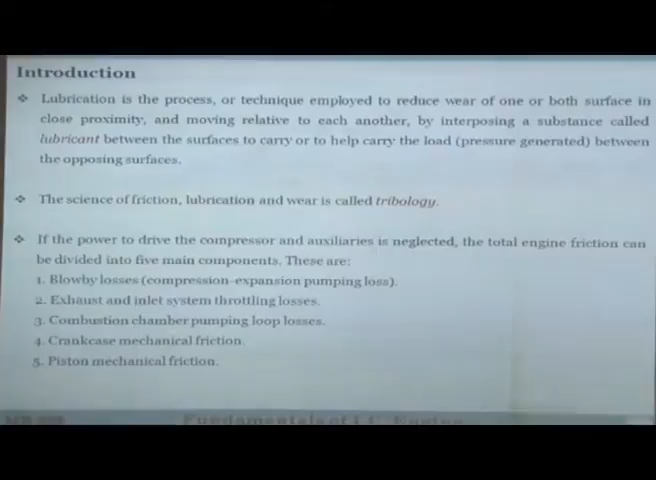 Introduction
❖ Lubrication is the process, or technique employed to reduce wear of one or both surface in
close proximity, and moving relative to each another, by interposing a substance called
lubricant between the surfaces to carry or to help carry the load (pressure generated) between
the opposing surfaces.
❖ The science of friction, lubrication and wear is called tribology.
❖ If the power to drive the compressor and auxiliaries is neglected, the total engine friction can
be divided into five main components. These are:
1. Blowby losses (compression-expansion pumping loss).
2. Exhaust and inlet system throttling losses.
3. Combustion chamber pumping loop losses.
4. Crankcase mechanical friction.
5. Piston mechanical friction.
Fundamentals of